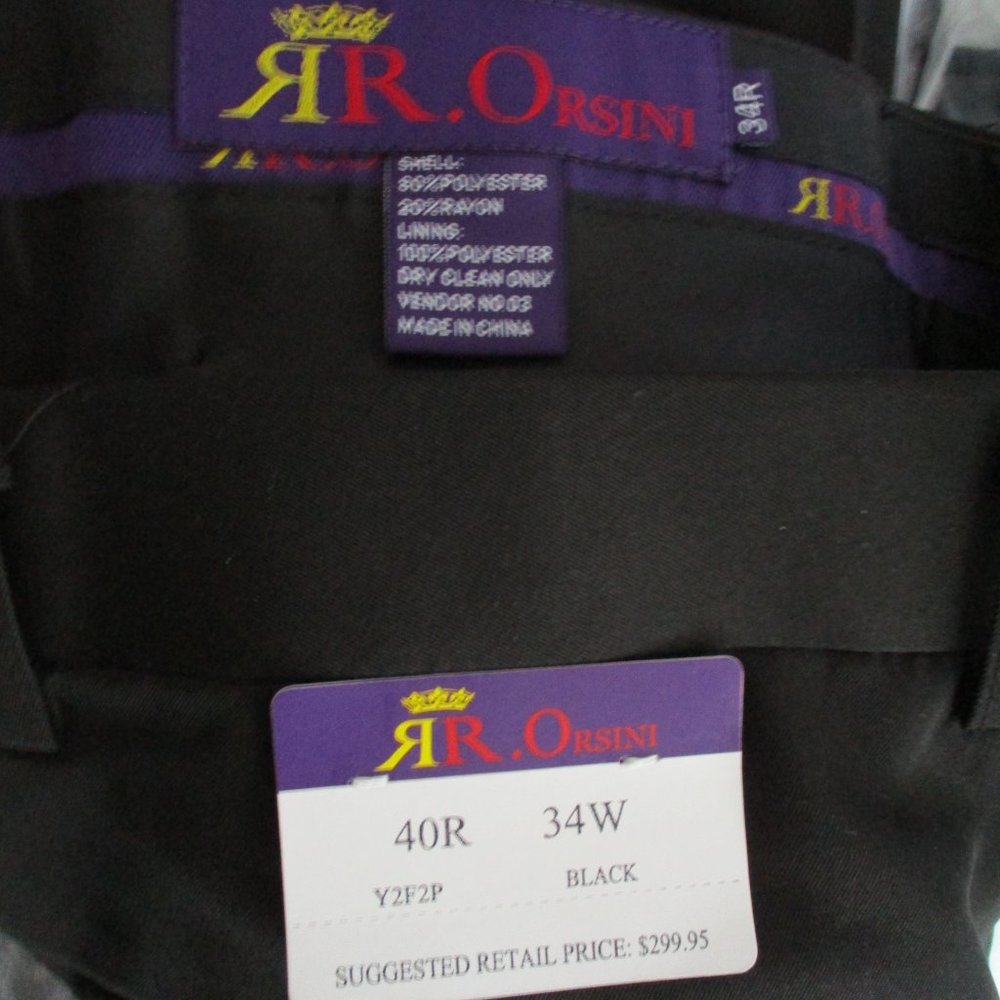 ЯR.ORSINI
34R
SHELL:
80%POLYESTER
20%RAYON
LINING:
100%POLYESTER
DRY CLEAN ONLY
VENDOR NO 03
MADE IN CHINA
ЯR.
ЯR.ORSINI
40R 34W
Y2F2P BLACK
SUGGESTED RETAIL PRICE: $299.95